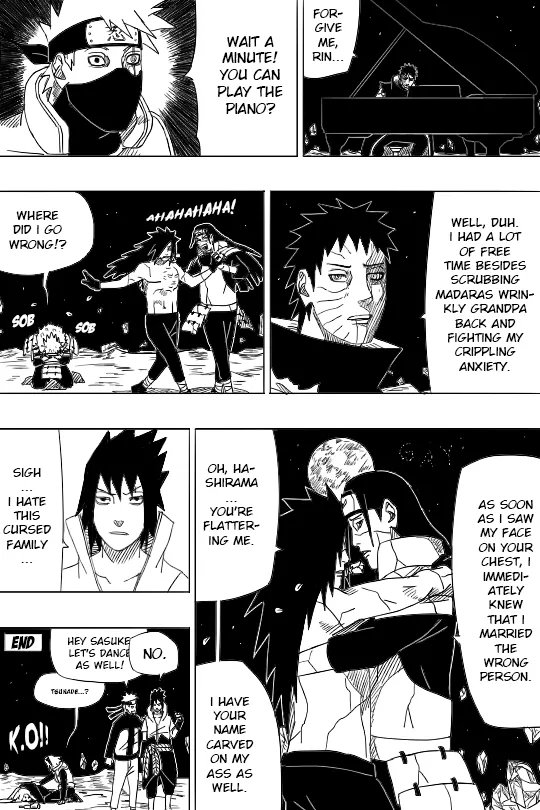 FOR-
GIVE
ME,
RIN...
WAIT A
MINUTE!
YOU CAN
PLAY THE
PIANO?
WELL, DUH.
I HAD A LOT
OF FREE
TIME BESIDES
SCRUBBING
MADARAS WRIN-
KLY GRANDPA
BACK AND
FIGHTING MY
CRIPPLING
ANXIETY.
AHAHAHAHA!
WHERE
DID I GO
WRONG!?
SOB
SOB
G A Y
AS SOON
AS I SAW
MY FACE
ON YOUR
CHEST, I
IMMEDI-
ATELY
KNEW
THAT I
MARRIED
THE
WRONG
PERSON.
OH, HA-
SHIRAMA
...
YOU'RE
FLATTER-
ING ME.
I HAVE
YOUR
NAME
CARVED
ON MY
ASS AS
WELL.
SIGH
...
I HATE
THIS
CURSED
FAMILY
...
HEY SASUKE
LET'S DANCE
AS WELL!
NO.
END
TSUNADE...?
K.O!!